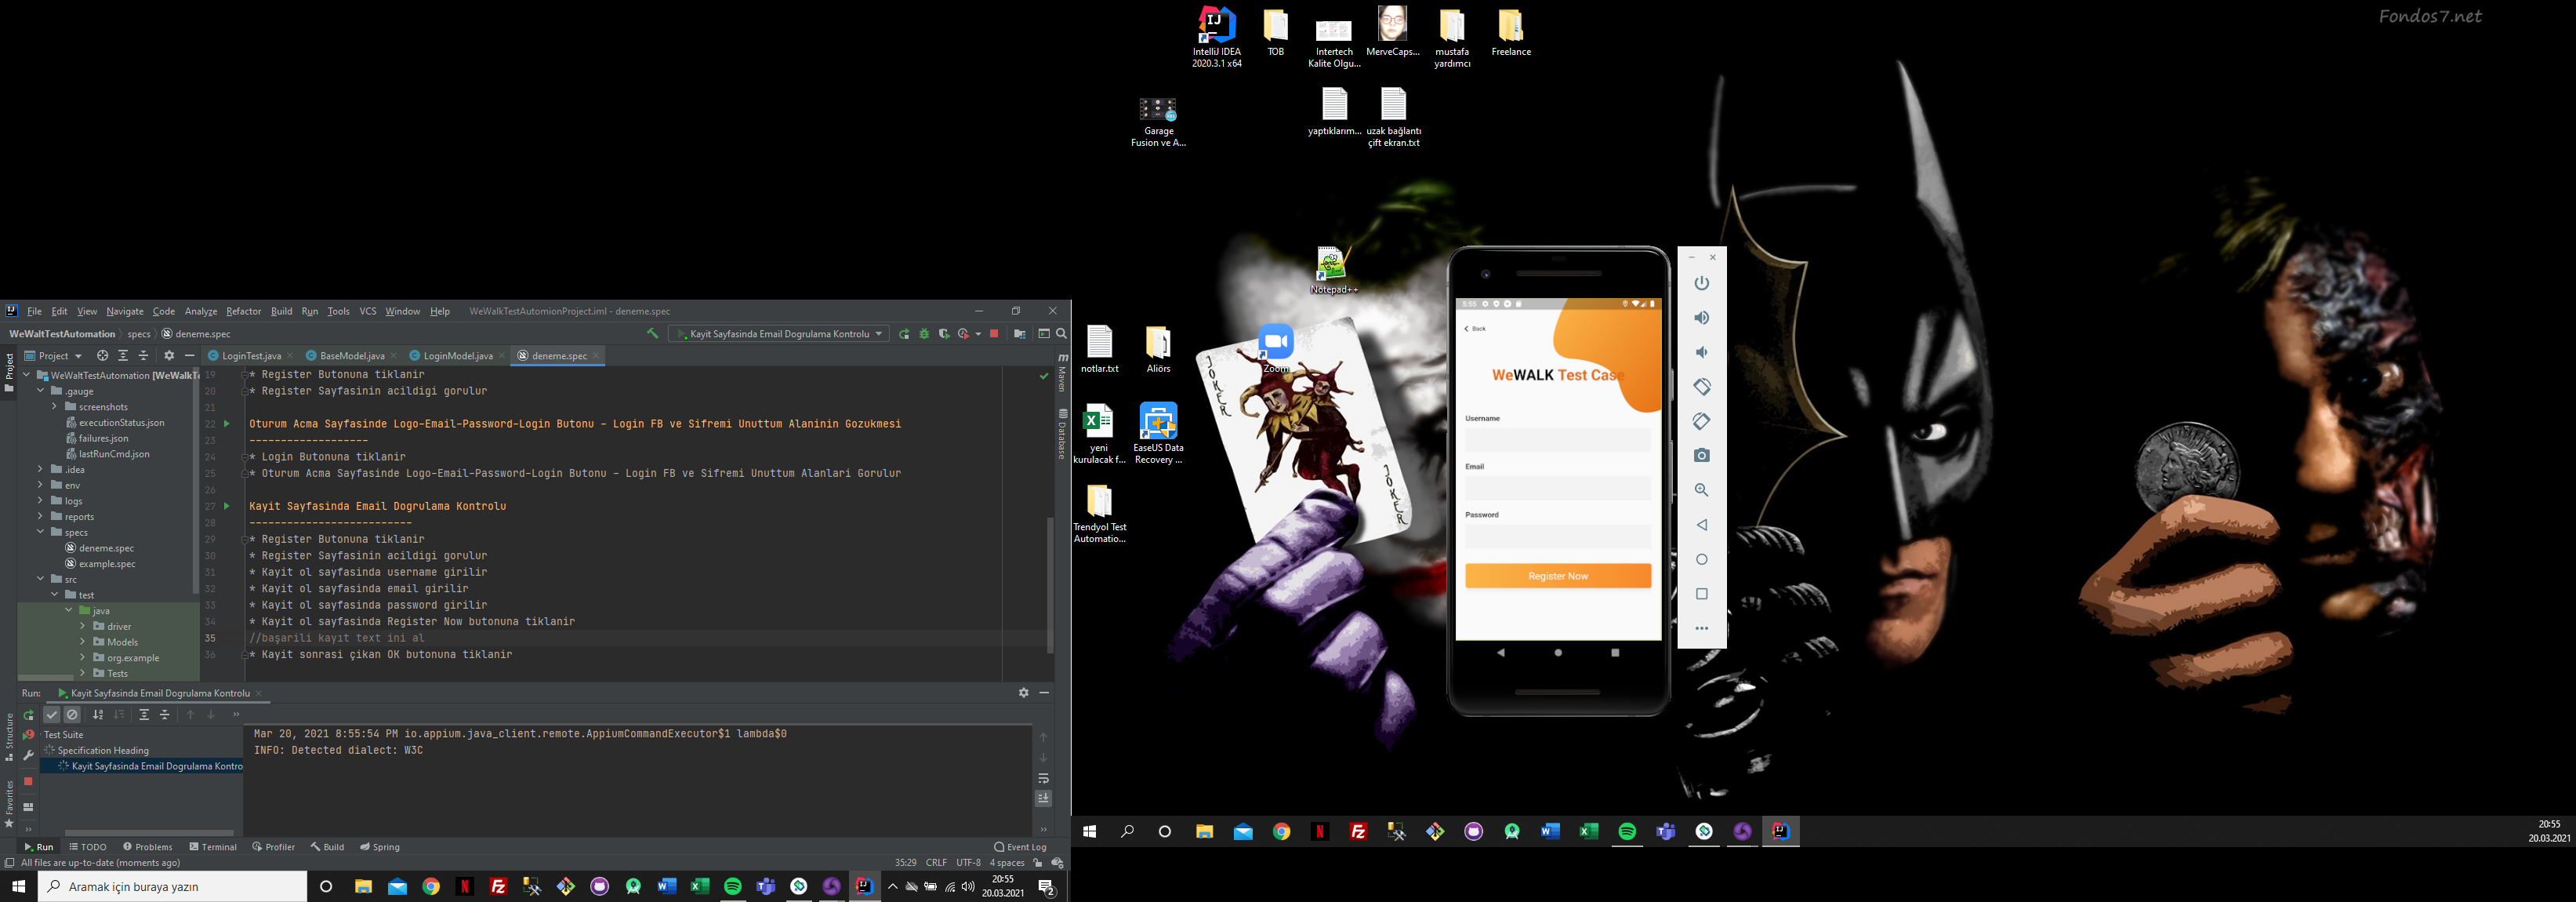 Fondos7.net
IntelliJ IDEA
2020.3.1 x64
TOB
Intertech
Kalite Olgu...
MerveCaps...
mustafa
yardımcı
Freelance
Garage
Fusion ve A...
yaptıklarım...
uzak bağlantı
çift ekran.txt
Notepad++
notlar.txt
Aliörs
Zoom
yeni
kurulacak f...
EaseUS Data
Recovery ...
Trendyol Test
Automatio...
JOKER
JOKER
5:55
Back
WeWALK Test Case
Username
Email
Password
Register Now
File Edit View Navigate Code Analyze Refactor Build Run Tools VCS Window Help WeWalkTestAutomionProject.iml - deneme.spec
WeWaltTestAutomation specs deneme.spec
Kayit Sayfasinda Email Dogrulama Kontrolu
Project
LoginTest.java BaseModel.java LoginModel.java deneme.spec
WeWaltTestAutomation [WeWalkTe
.gauge
screenshots
executionStatus.json
failures.json
lastRunCmd.json
.idea
env
logs
reports
specs
deneme.spec
example.spec
src
test
java
driver
Models
org.example
Tests
19 * Register Butonuna tiklanir
20 * Register Sayfasinin acildigi gorulur
21
22 Oturum Acma Sayfasinde Logo-Email-Password-Login Butonu - Login FB ve Sifremi Unuttum Alaninin Gozukmesi
23 -------------------
24 * Login Butonuna tiklanir
25 * Oturum Acma Sayfasinde Logo-Email-Password-Login Butonu - Login FB ve Sifremi Unuttum Alanlari Gorulur
26
27 Kayit Sayfasinda Email Dogrulama Kontrolu
28 --------------------------
29 * Register Butonuna tiklanir
30 * Register Sayfasinin acildigi gorulur
31 * Kayit ol sayfasinda username girilir
32 * Kayit ol sayfasinda email girilir
33 * Kayit ol sayfasinda password girilir
34 * Kayit ol sayfasinda Register Now butonuna tiklanir
35 //başarili kayıt text ini al
36 * Kayit sonrasi çikan OK butonuna tiklanir
Project
Structure
Favorites
Maven
Database
Run: Kayit Sayfasinda Email Dogrulama Kontrolu
Test Suite
Specification Heading
Kayit Sayfasinda Email Dogrulama Kontro
Mar 20, 2021 8:55:54 PM io.appium.java_client.remote.AppiumCommandExecutor$1 lambda$0
INFO: Detected dialect: W3C
Run TODO Problems Terminal Profiler Build Spring Event Log
All files are up-to-date (moments ago) 35:29 CRLF UTF-8 4 spaces
Aramak için buraya yazın
20:55
20.03.2021
2
20:55
20.03.2021